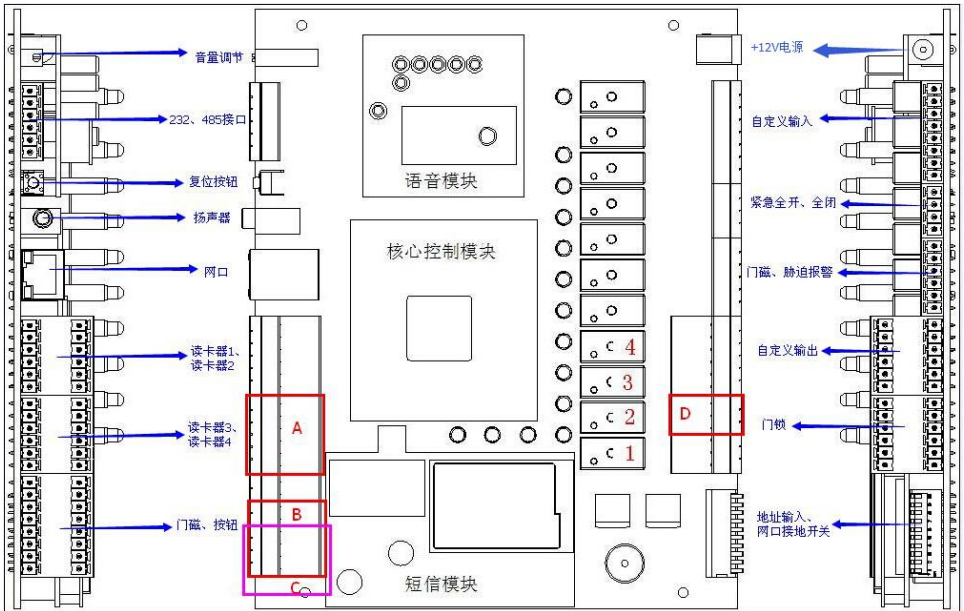 音量调节
232、485接口
复位按钮
扬声器
网口
读卡器1、
读卡器2
读卡器3、
读卡器4
门磁、按钮
语音模块
核心控制模块
4
3
2
1
A
B
C
D
短信模块
+12V电源
自定义输入
紧急全开、全闭
门磁、胁迫报警
自定义输出
门锁
地址输入、
网口接地开关